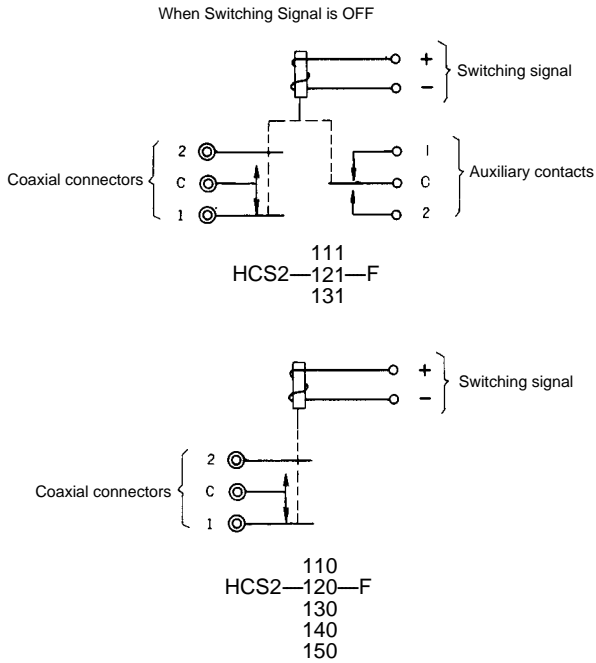 When Switching Signal is OFF
+
− Switching signal
2 1
Coaxial connectors C C Auxiliary contacts
1 2
111
HCS2—121—F
131
+
− Switching signal
2
Coaxial connectors C
1
110
HCS2—120—F
130
140
150